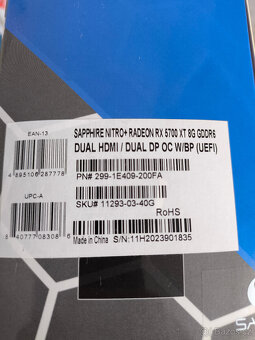 SAPPHIRE NITRO+ RADEON RX 5700 XT 8G GDDR6
DUAL HDMI / DUAL DP OC W/BP (UEFI)
EAN-13
4 895106 287778
PN# 299-1E409-200FA
UPC-A
SKU# 11293-03-40G
RoHS
8 40777 08308 6
Made in China
S/N:11H2023901835
SA